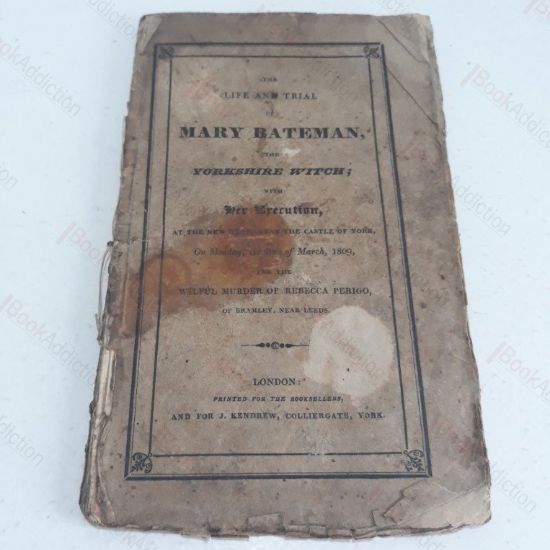 THE
LIFE AND TRIAL
OF
MARY BATEMAN,
THE
YORKSHIRE WITCH;
WITH
Her Execution,
AT THE NEW NEAR THE CASTLE OF YORK,
On Monday, the of March, 1809,
FOR THE
WILFUL MURDER OF REBECCA PERIGO,
OF BRAMLEY, NEAR LEEDS.
LONDON:
PRINTED FOR THE BOOKSELLERS,
AND FOR J. KENDREW, COLLIERGATE, YORK.
BookAddiction